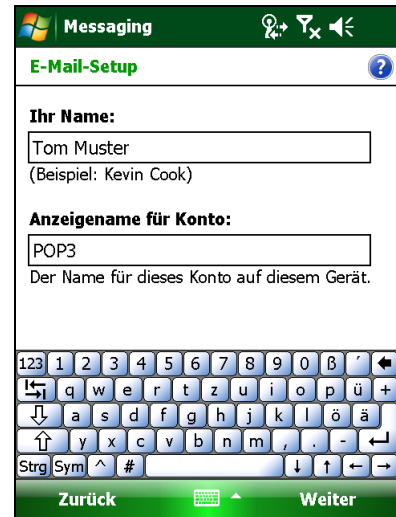 Messaging
E-Mail-Setup
?
Ihr Name:
Tom Muster
(Beispiel: Kevin Cook)
Anzeigename für Konto:
POP3
Der Name für dieses Konto auf diesem Gerät.
123 1 2 3 4 5 6 7 8 9 0 ß ´
q w e r t z u i o p ü +
a s d f g h j k l ö ä
y x c v b n m , . -
Strg Sym ^ # ↓ ↑ ← →
Zurück Weiter